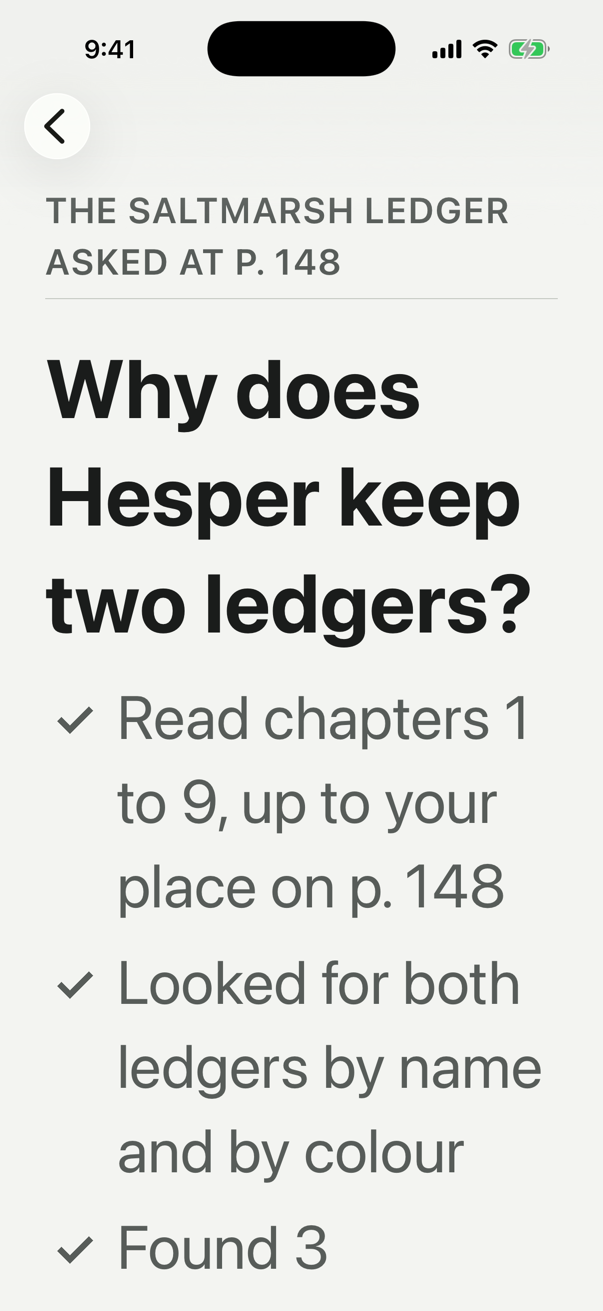 9:41
THE SALTMARSH LEDGER
ASKED AT P. 148
Why does
Hesper keep
two ledgers?
Read chapters 1
to 9, up to your
place on p. 148
Looked for both
ledgers by name
and by colour
Found 3